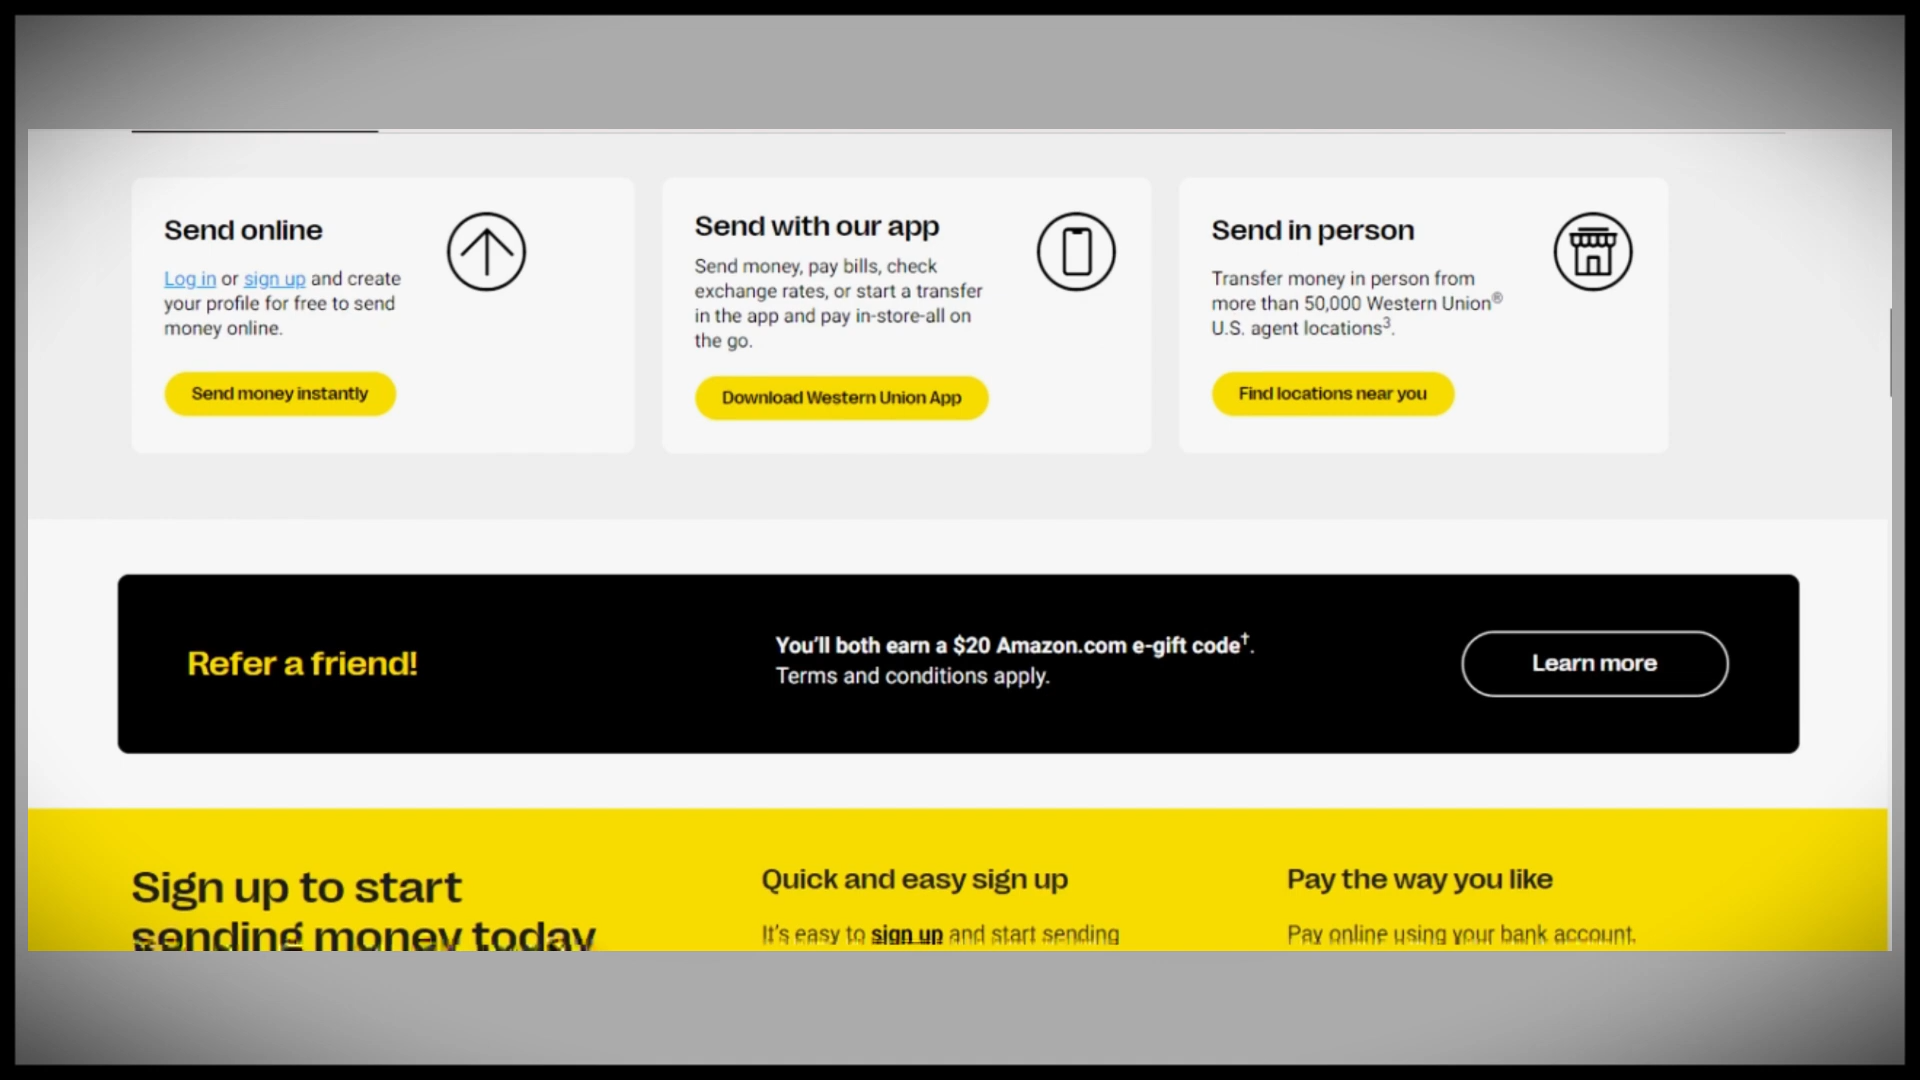 Send online
Log in or sign up and create
your profile for free to send
money online.
Send money instantly
Send with our app
Send money, pay bills, check
exchange rates, or start a transfer
in the app and pay in-store-all on
the go.
Download Western Union App
Send in person
Transfer money in person from
more than 50,000 Western Union®
U.S. agent locations³.
Find locations near you
Refer a friend!
You'll both earn a $20 Amazon.com e-gift code†.
Terms and conditions apply.
Learn more
Sign up to start
sending money today
Quick and easy sign up
It's easy to sign up and start sending
Pay the way you like
Pay online using your bank account,